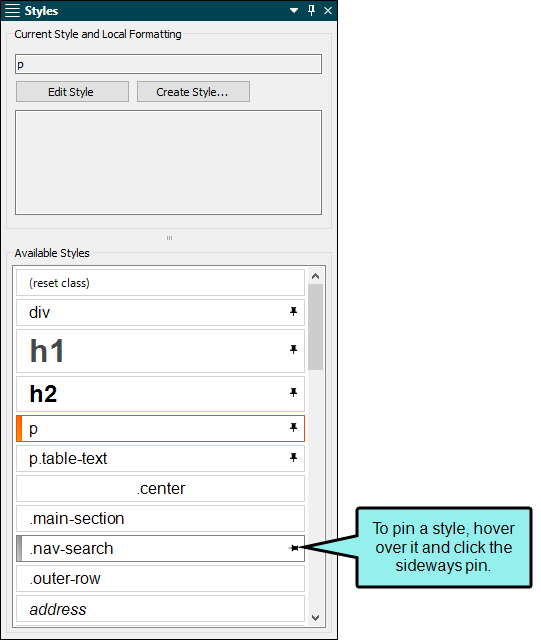 Styles
Current Style and Local Formatting
p
Edit Style
Create Style...
Available Styles
(reset class)
div
h1
h2
p
p.table-text
.center
.main-section
.nav-search
.outer-row
address
To pin a style, hover
over it and click the
sideways pin.